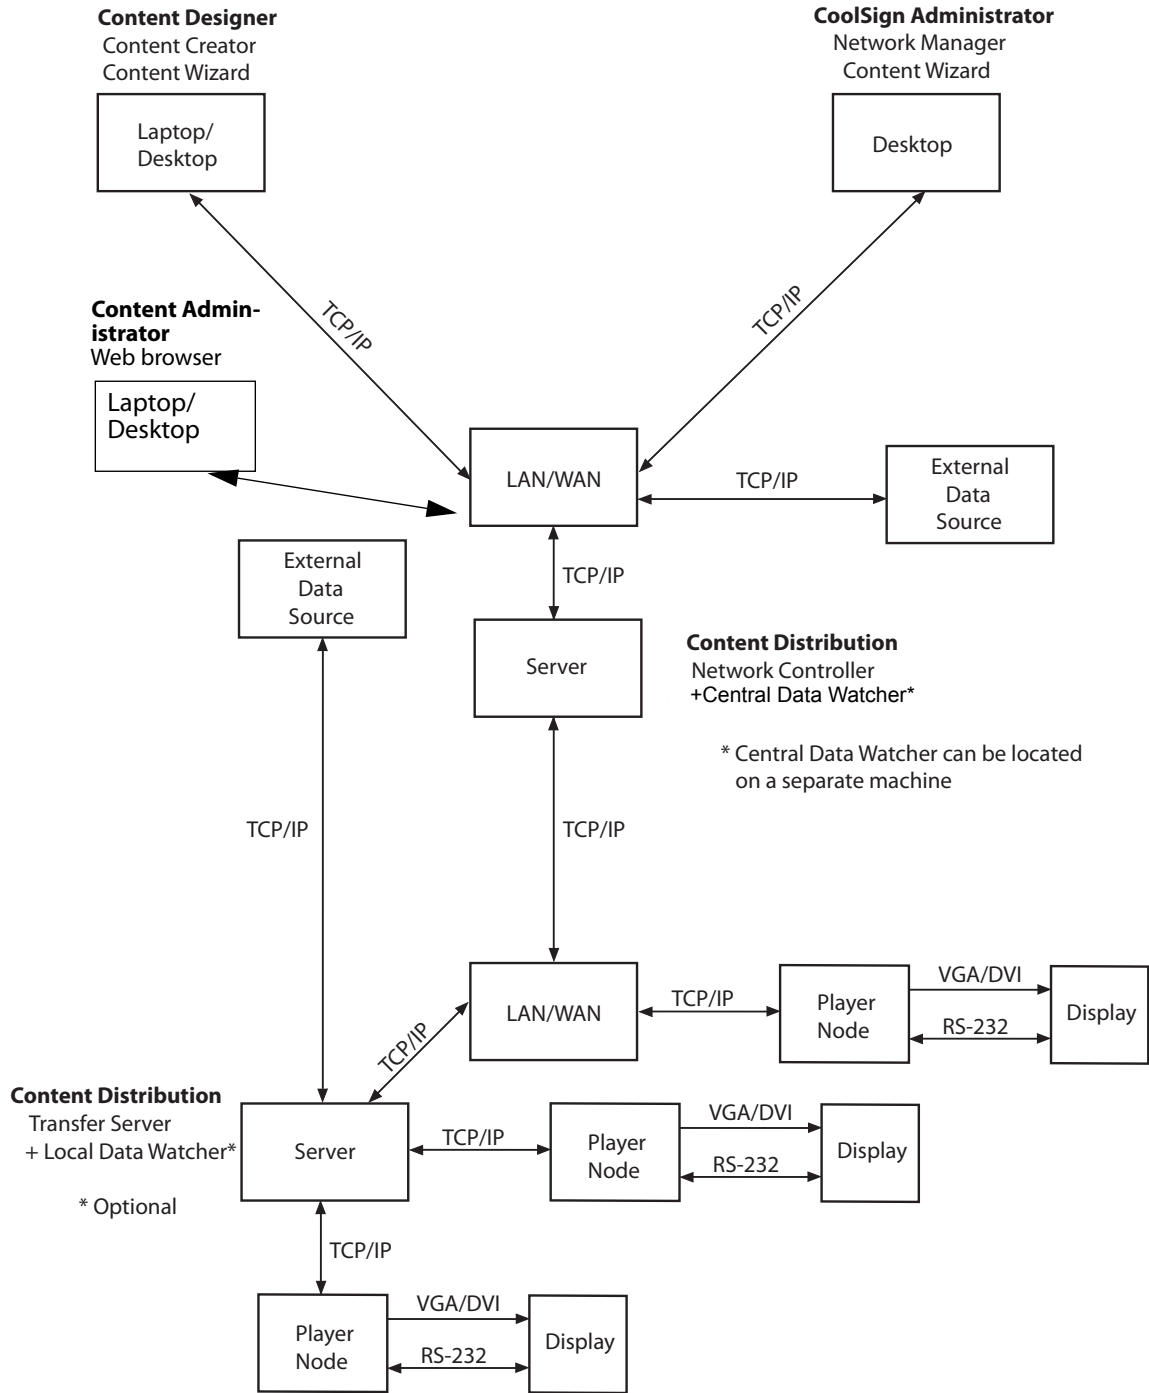 Content Designer
Content Creator
Content Wizard
Laptop/
Desktop
CoolSign Administrator
Network Manager
Content Wizard
Desktop
TCP/IP
TCP/IP
Content Admin-
istrator
Web browser
Laptop/
Desktop
LAN/WAN
TCP/IP
External
Data
Source
External
Data
Source
TCP/IP
Server
Content Distribution
Network Controller
+Central Data Watcher*
* Central Data Watcher can be located
on a separate machine
TCP/IP
TCP/IP
LAN/WAN
TCP/IP
Player
Node
VGA/DVI
RS-232
Display
TCP/IP
Content Distribution
Transfer Server
+ Local Data Watcher*
* Optional
Server
TCP/IP
Player
Node
VGA/DVI
RS-232
Display
TCP/IP
Player
Node
VGA/DVI
RS-232
Display